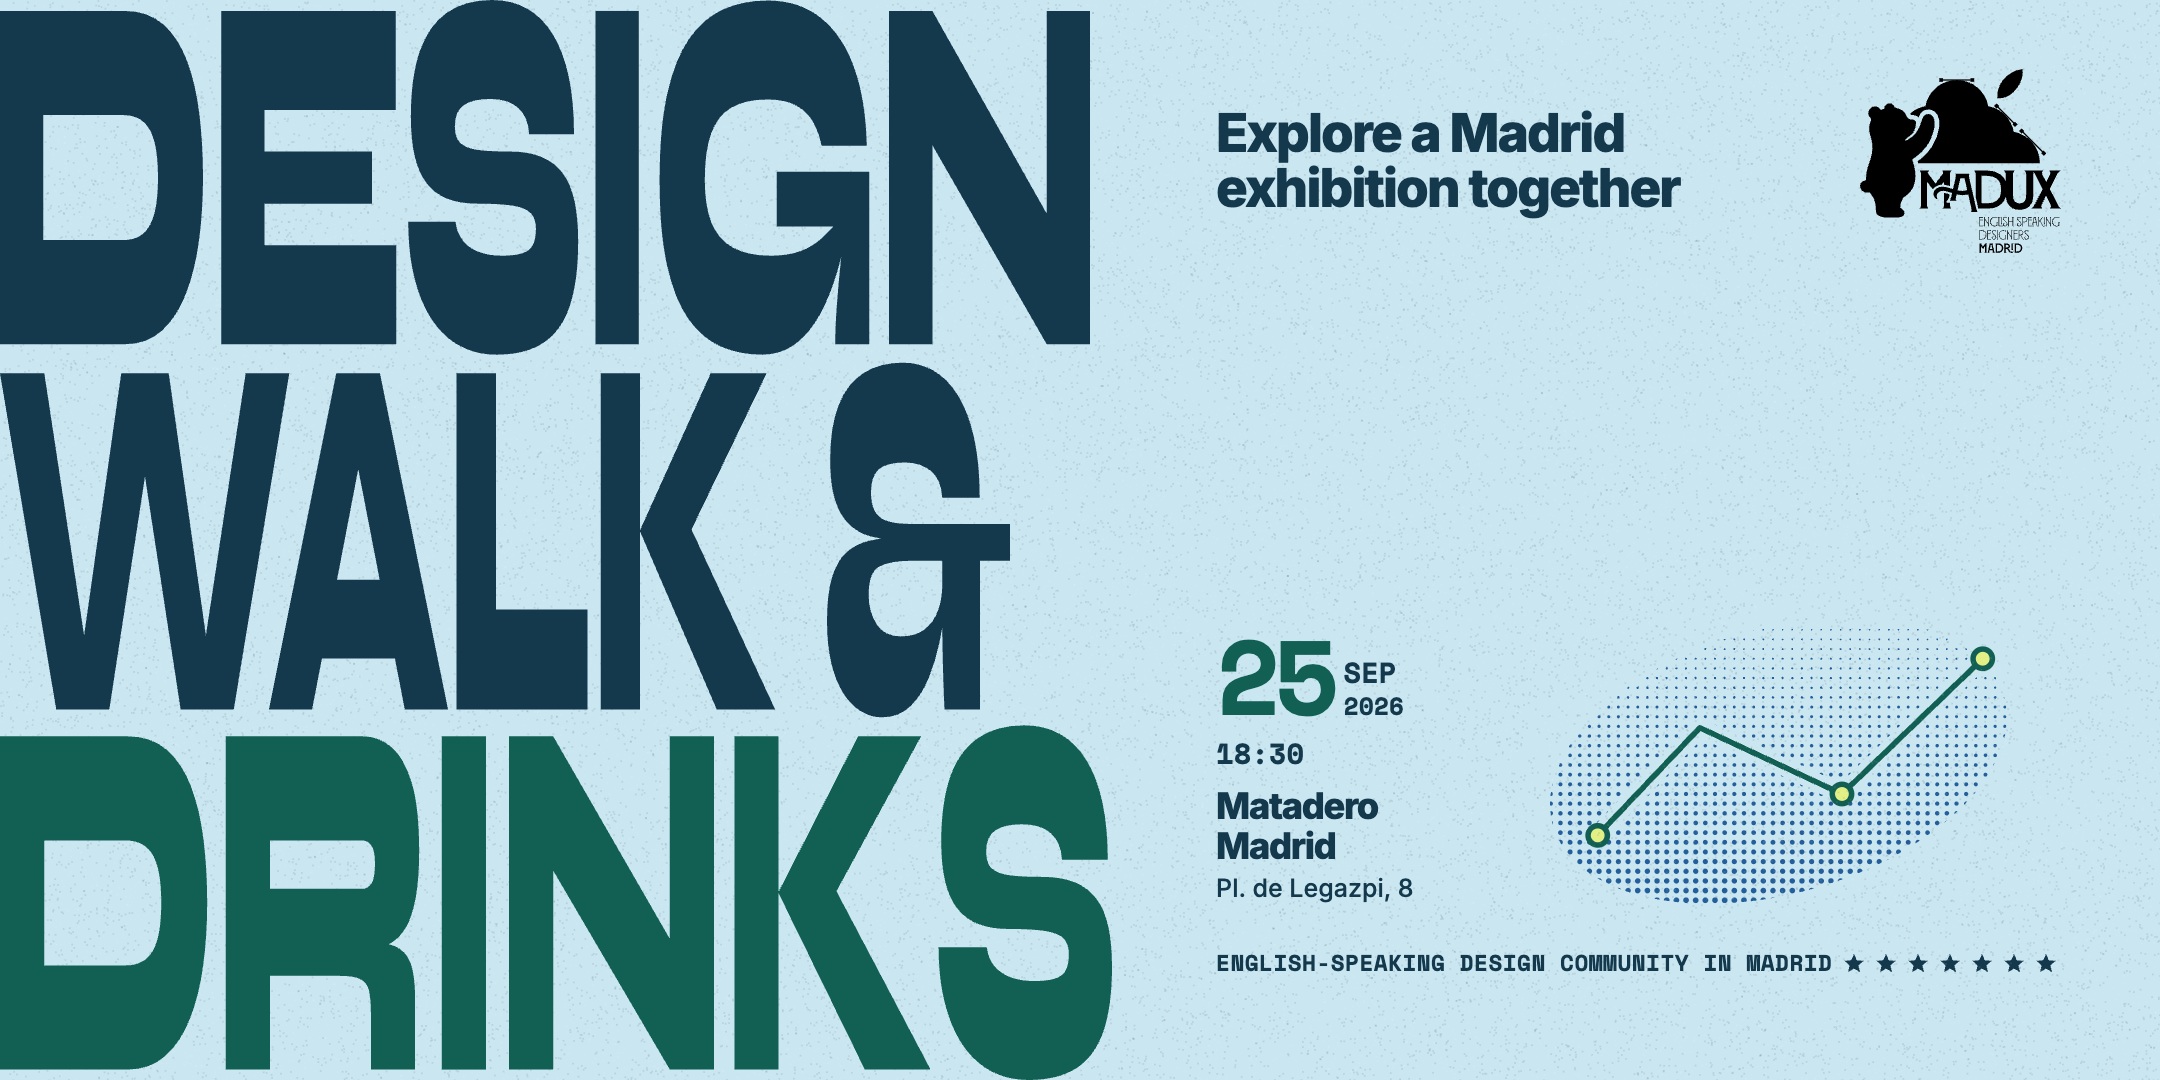 DESIGN
WALK &
DRINKS
Explore a Madrid
exhibition together
MADUX
ENGLISH SPEAKING
DESIGNERS
MADRID
25 SEP
2026
18:30
Matadero
Madrid
Pl. de Legazpi, 8
ENGLISH-SPEAKING DESIGN COMMUNITY IN MADRID ★ ★ ★ ★ ★ ★ ★